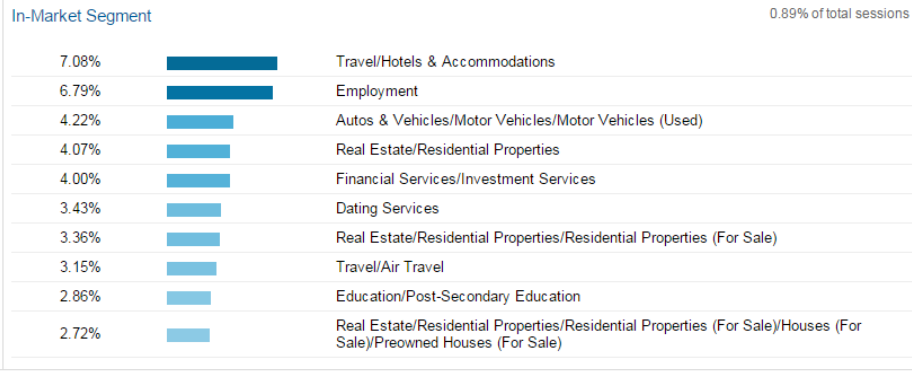 In-Market Segment 0.89% of total sessions
7.08% Travel/Hotels & Accommodations
6.79% Employment
4.22% Autos & Vehicles/Motor Vehicles/Motor Vehicles (Used)
4.07% Real Estate/Residential Properties
4.00% Financial Services/Investment Services
3.43% Dating Services
3.36% Real Estate/Residential Properties/Residential Properties (For Sale)
3.15% Travel/Air Travel
2.86% Education/Post-Secondary Education
2.72% Real Estate/Residential Properties/Residential Properties (For Sale)/Houses (For
Sale)/Preowned Houses (For Sale)